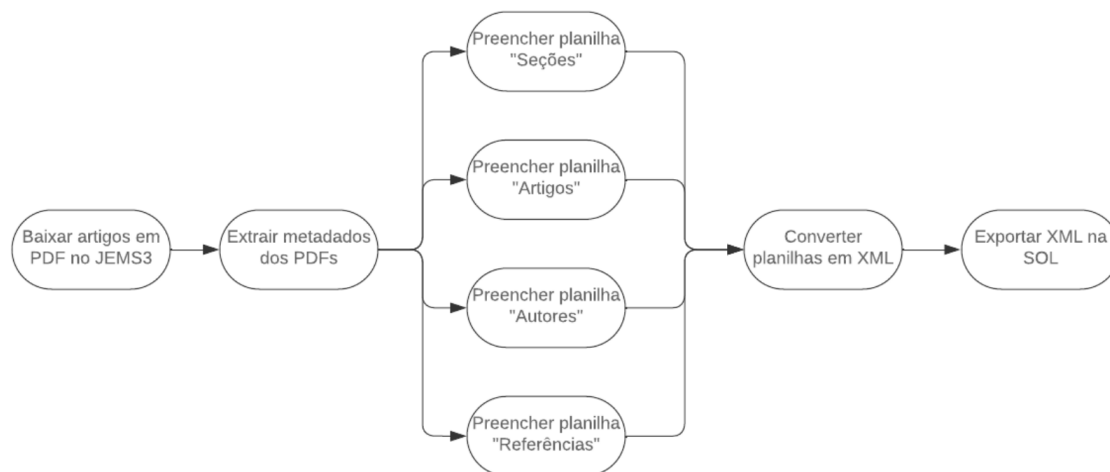 Baixar artigos em
PDF no JEMS3
Extrair metadados
dos PDFs
Preencher planilha
"Seções"
Preencher planilha
"Artigos"
Preencher planilha
"Autores"
Preencher planilha
"Referências"
Converter
planilhas em XML
Exportar XML na
SOL